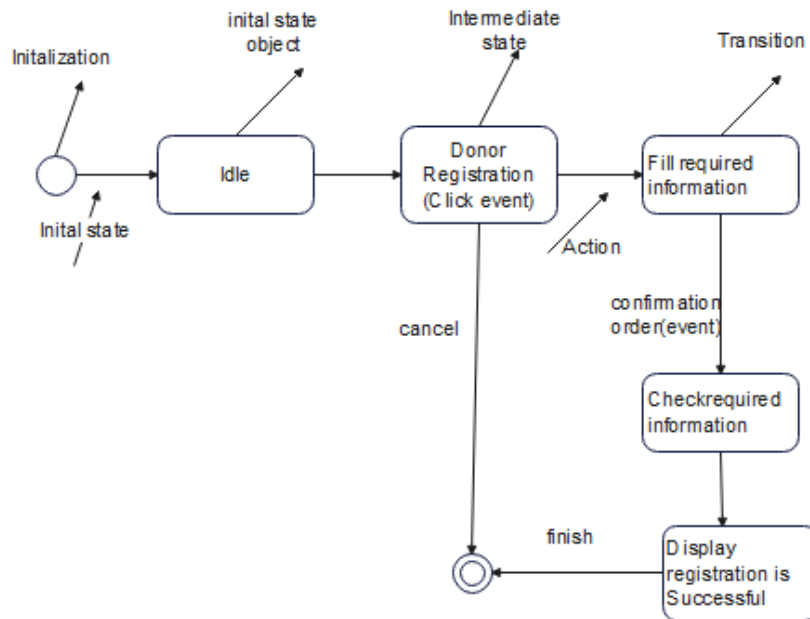 Initalization
inital state
object
Intermediate
state
Transition
Idle
Donor
Registration
(Click event)
Fill required
information
Inital state
Action
cancel
confirmation
order(event)
Checkrequired
information
finish
Display
registration is
Successful